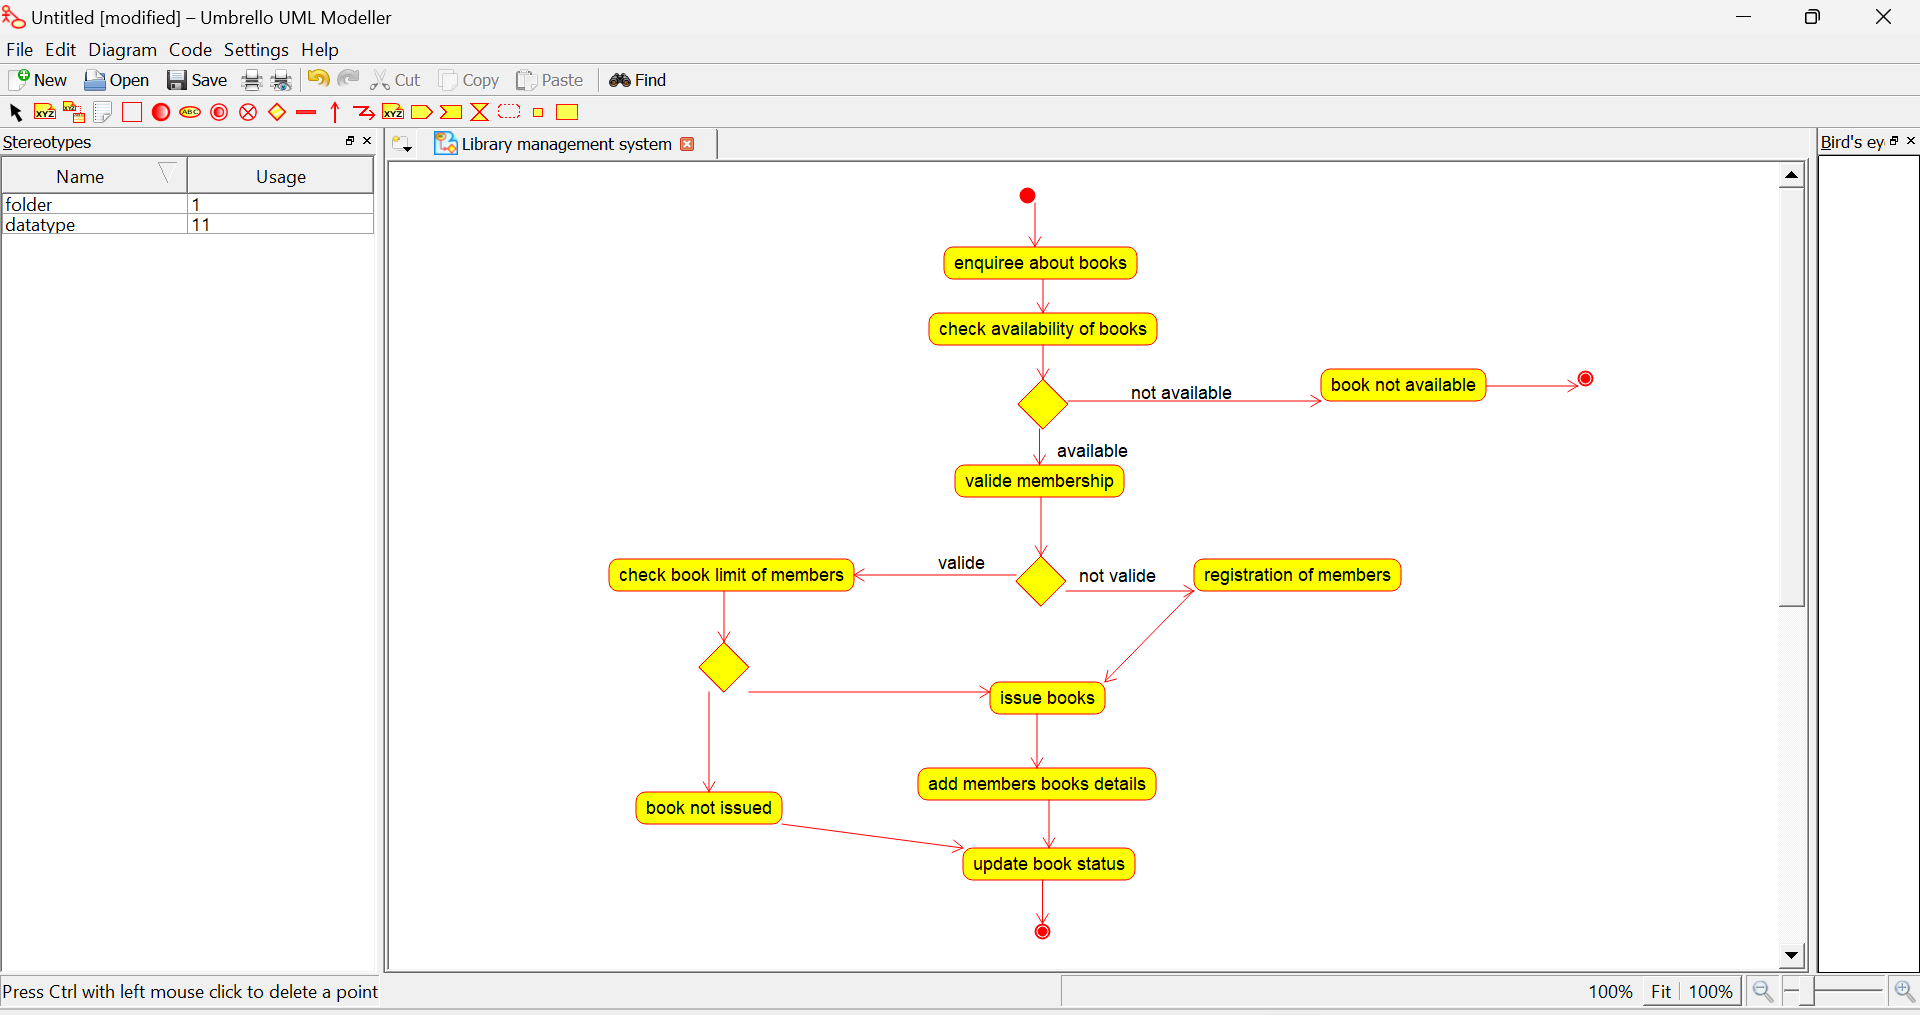 Untitled [modified] – Umbrello UML Modeller
File Edit Diagram Code Settings Help
New Open Save Cut Copy Paste Find
XYZ XYZ ABC XYZ
Stereotypes
Library management system
Bird's ey
Name Usage
folder 1
datatype 11
enquiree about books
check availability of books
not available
book not available
available
valide membership
valide
check book limit of members
not valide
registration of members
issue books
add members books details
book not issued
update book status
Press Ctrl with left mouse click to delete a point
100% Fit 100%